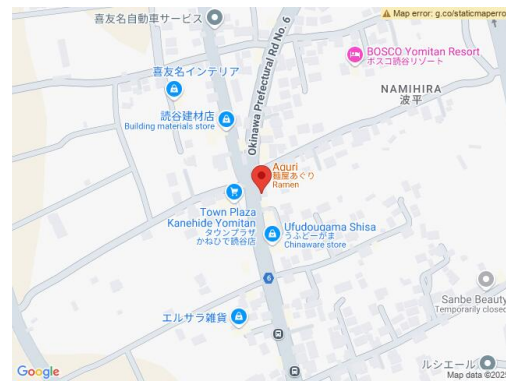 喜友名自動車サービス
Map error: g.co/staticmaperro
Okinawa Prefectural Rd No. 6
BOSCO Yomitan Resort
ボスコ読谷リゾート
喜友名インテリア
NAMIHIRA
波平
読谷建材店
Building materials store
Aguri
麺屋あぐり
Ramen
Town Plaza
Kanehide Yomitan
タウンプラザ
かねひで読谷店
Ufudougama Shisa
うふどーがま
Chinaware store
6
Sanbe Beauty
Temporarily closed
エルサラ雑貨
ルシエール
Google
Map data ©2025